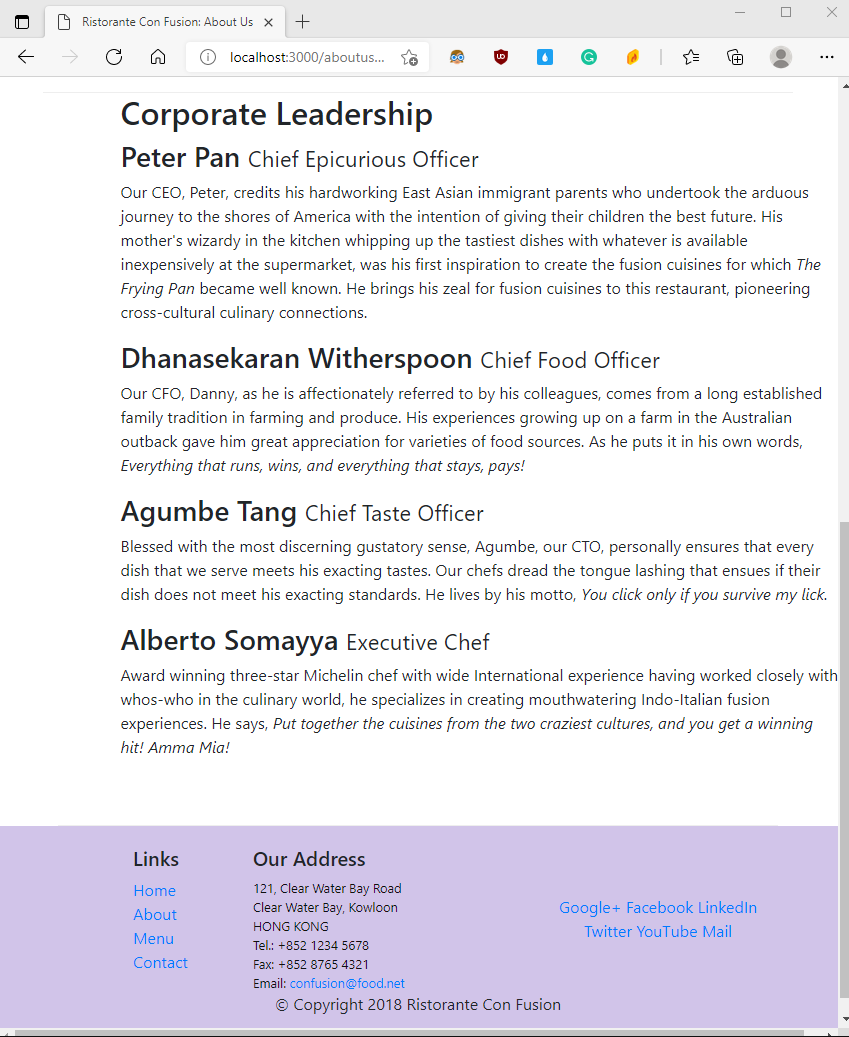 Ristorante Con Fusion: About Us
localhost:3000/aboutus...
Corporate Leadership
Peter Pan Chief Epicurious Officer
Our CEO, Peter, credits his hardworking East Asian immigrant parents who undertook the arduous
journey to the shores of America with the intention of giving their children the best future. His
mother's wizardy in the kitchen whipping up the tastiest dishes with whatever is available
inexpensively at the supermarket, was his first inspiration to create the fusion cuisines for which The
Frying Pan became well known. He brings his zeal for fusion cuisines to this restaurant, pioneering
cross-cultural culinary connections.
Dhanasekaran Witherspoon Chief Food Officer
Our CFO, Danny, as he is affectionately referred to by his colleagues, comes from a long established
family tradition in farming and produce. His experiences growing up on a farm in the Australian
outback gave him great appreciation for varieties of food sources. As he puts it in his own words,
Everything that runs, wins, and everything that stays, pays!
Agumbe Tang Chief Taste Officer
Blessed with the most discerning gustatory sense, Agumbe, our CTO, personally ensures that every
dish that we serve meets his exacting tastes. Our chefs dread the tongue lashing that ensues if their
dish does not meet his exacting standards. He lives by his motto, You click only if you survive my lick.
Alberto Somayya Executive Chef
Award winning three-star Michelin chef with wide International experience having worked closely with
whos-who in the culinary world, he specializes in creating mouthwatering Indo-Italian fusion
experiences. He says, Put together the cuisines from the two craziest cultures, and you get a winning
hit! Amma Mia!
Links
Home
About
Menu
Contact
Our Address
121, Clear Water Bay Road
Clear Water Bay, Kowloon
HONG KONG
Tel.: +852 1234 5678
Fax: +852 8765 4321
Email: confusion@food.net
Google+ Facebook LinkedIn
Twitter YouTube Mail
© Copyright 2018 Ristorante Con Fusion